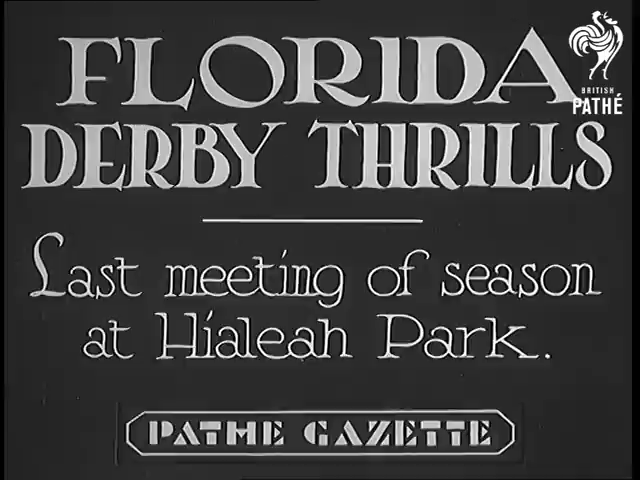 FLORIDA
DERBY THRILLS
Last meeting of season
at Hialeah Park.
PATHE GAZETTE
BRITISH
PATHÉ